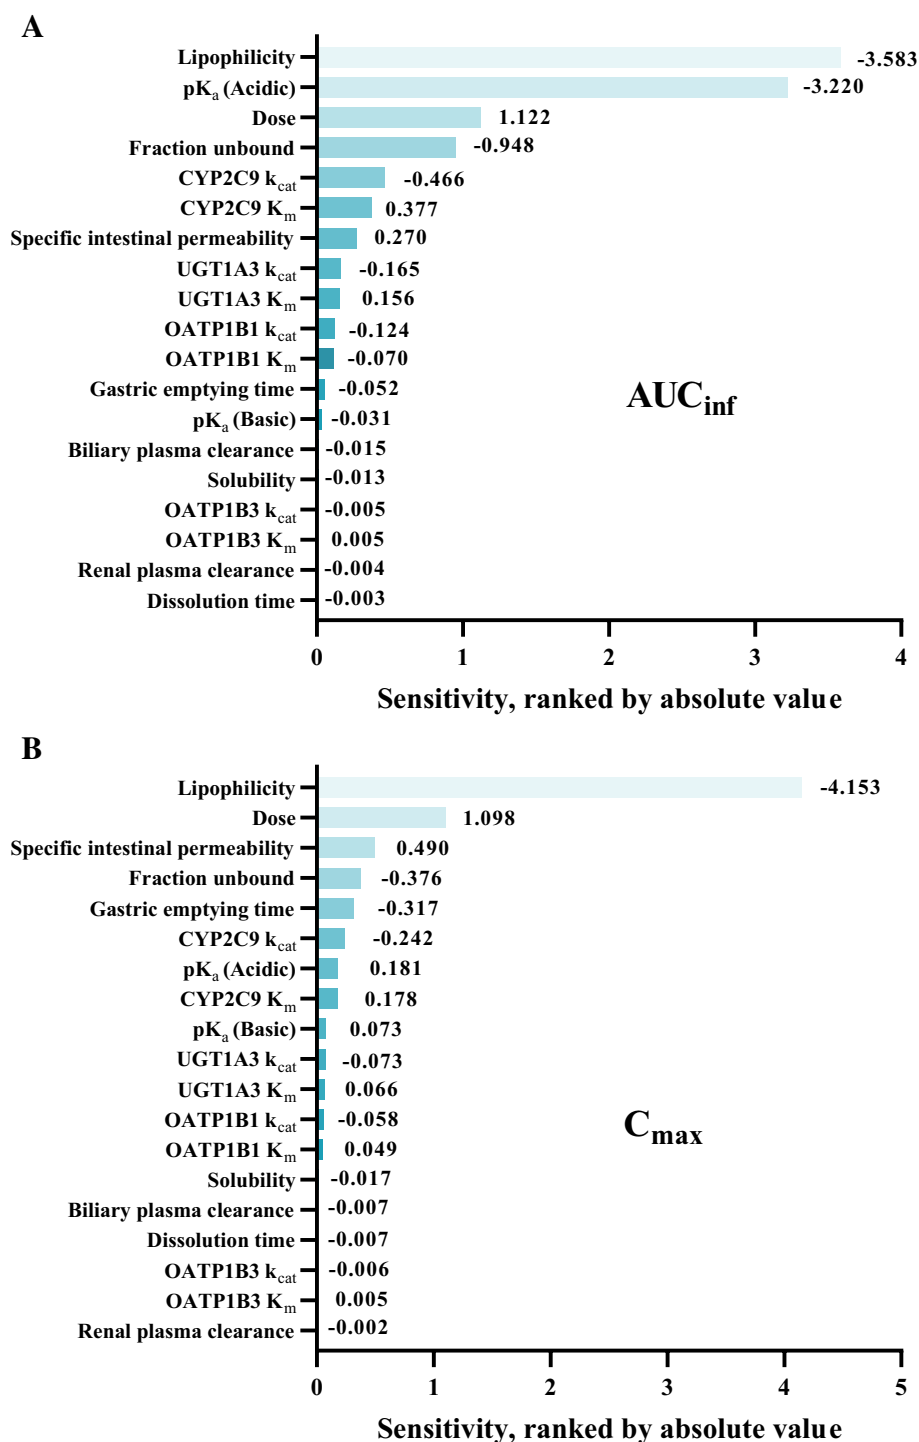 A
Lipophilicity -3.583
pKa (Acidic) -3.220
Dose 1.122
Fraction unbound -0.948
CYP2C9 kcat -0.466
CYP2C9 Km 0.377
Specific intestinal permeability 0.270
UGT1A3 kcat -0.165
UGT1A3 Km 0.156
OATP1B1 kcat -0.124
OATP1B1 Km -0.070
Gastric emptying time -0.052
pKa (Basic) -0.031
Biliary plasma clearance -0.015
Solubility -0.013
OATP1B3 kcat -0.005
OATP1B3 Km 0.005
Renal plasma clearance -0.004
Dissolution time -0.003
AUCinf
0 1 2 3 4
Sensitivity, ranked by absolute value
B
Lipophilicity -4.153
Dose 1.098
Specific intestinal permeability 0.490
Fraction unbound -0.376
Gastric emptying time -0.317
CYP2C9 kcat -0.242
pKa (Acidic) 0.181
CYP2C9 Km 0.178
pKa (Basic) 0.073
UGT1A3 kcat -0.073
UGT1A3 Km 0.066
OATP1B1 kcat -0.058
OATP1B1 Km 0.049
Solubility -0.017
Biliary plasma clearance -0.007
Dissolution time -0.007
OATP1B3 kcat -0.006
OATP1B3 Km 0.005
Renal plasma clearance -0.002
Cmax
0 1 2 3 4 5
Sensitivity, ranked by absolute value